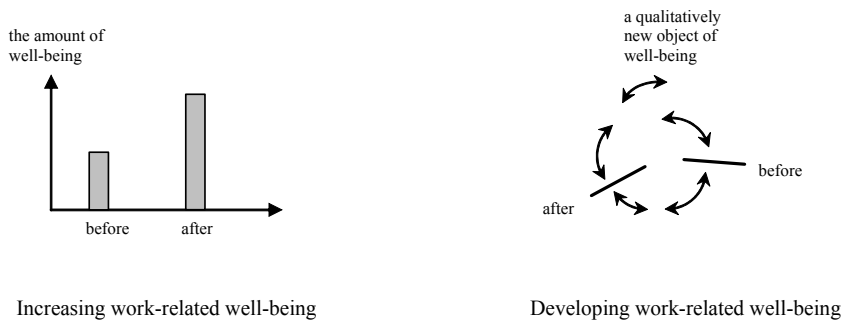 the amount of
well-being
before
after
Increasing work-related well-being
a qualitatively
new object of
well-being
before
after
Developing work-related well-being